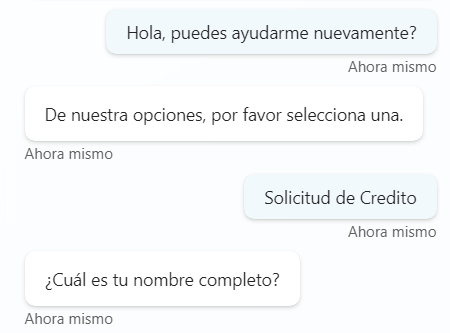 Hola, puedes ayudarme nuevamente?
Ahora mismo
De nuestra opciones, por favor selecciona una.
Ahora mismo
Solicitud de Credito
Ahora mismo
¿Cuál es tu nombre completo?
Ahora mismo